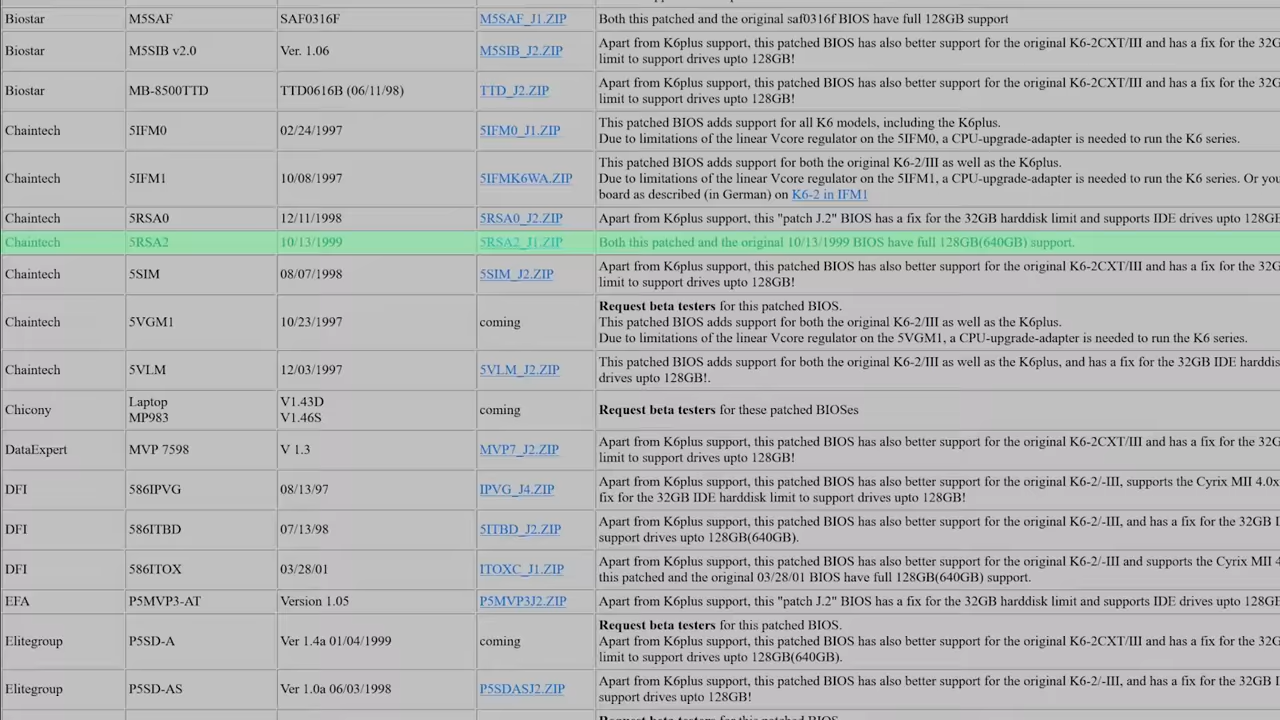 Biostar M5SAF SAF0316F M5SAF_J1.ZIP Both this patched and the original saf0316f BIOS have full 128GB support
Biostar M5SIB v2.0 Ver. 1.06 M5SIB_J2.ZIP Apart from K6plus support, this patched BIOS has also better support for the original K6-2CXT/III and has a fix for the 32G
limit to support drives upto 128GB!
Biostar MB-8500TTD TTD0616B (06/11/98) TTD_J2.ZIP Apart from K6plus support, this patched BIOS has also better support for the original K6-2CXT/III and has a fix for the 32G
limit to support drives upto 128GB!
Chaintech 5IFM0 02/24/1997 5IFM0_J1.ZIP This patched BIOS adds support for all K6 models, including the K6plus.
Due to limitations of the linear Vcore regulator on the 5IFM0, a CPU-upgrade-adapter is needed to run the K6 series.
Chaintech 5IFM1 10/08/1997 5IFMK6WA.ZIP This patched BIOS adds support for both the original K6-2/III as well as the K6plus.
Due to limitations of the linear Vcore regulator on the 5IFM1, a CPU-upgrade-adapter is needed to run the K6 series. Or you
board as described (in German) on K6-2 in IFM1
Chaintech 5RSA0 12/11/1998 5RSA0_J2.ZIP Apart from K6plus support, this "patch J.2" BIOS has a fix for the 32GB harddisk limit and supports IDE drives upto 128G
Chaintech 5RSA2 10/13/1999 5RSA2_J1.ZIP Both this patched and the original 10/13/1999 BIOS have full 128GB(640GB) support.
Chaintech 5SIM 08/07/1998 5SIM_J2.ZIP Apart from K6plus support, this patched BIOS has also better support for the original K6-2CXT/III and has a fix for the 32G
limit to support drives upto 128GB!
Chaintech 5VGM1 10/23/1997 coming Request beta testers for this patched BIOS.
This patched BIOS adds support for both the original K6-2/III as well as the K6plus.
Due to limitations of the linear Vcore regulator on the 5VGM1, a CPU-upgrade-adapter is needed to run the K6 series.
Chaintech 5VLM 12/03/1997 5VLM_J2.ZIP This patched BIOS adds support for both the original K6-2/III as well as the K6plus, and has a fix for the 32GB IDE harddis
drives upto 128GB!.
Chicony Laptop MP983 V1.43D V1.46S coming Request beta testers for these patched BIOSes
DataExpert MVP 7598 V 1.3 MVP7_J2.ZIP Apart from K6plus support, this patched BIOS has also better support for the original K6-2CXT/III and has a fix for the 32G
limit to support drives upto 128GB!
DFI 586IPVG 08/13/97 IPVG_J4.ZIP Apart from K6plus support, this patched BIOS has also better support for the original K6-2/-III, supports the Cyrix MII 4.0x
fix for the 32GB IDE harddisk limit to support drives upto 128GB!
DFI 586ITBD 07/13/98 5ITBD_J2.ZIP Apart from K6plus support, this patched BIOS has also better support for the original K6-2/-III, and has a fix for the 32GB I
support drives upto 128GB(640GB).
DFI 586ITOX 03/28/01 ITOXC_J1.ZIP Apart from K6plus support, this patched BIOS has also better support for the original K6-2/-III and supports the Cyrix MII 4
this patched and the original 03/28/01 BIOS have full 128GB(640GB) support.
EFA P5MVP3-AT Version 1.05 P5MVP3J2.ZIP Apart from K6plus support, this "patch J.2" BIOS has a fix for the 32GB harddisk limit and supports IDE drives upto 128GB
Elitegroup P5SD-A Ver 1.4a 01/04/1999 coming Request beta testers for this patched BIOS.
Apart from K6plus support, this patched BIOS has also better support for the original K6-2CXT/III and has a fix for the 32G
limit to support drives upto 128GB(640GB).
Elitegroup P5SD-AS Ver 1.0a 06/03/1998 P5SDASJ2.ZIP Apart from K6plus support, this patched BIOS has also better support for the original K6-2/-III, and has a fix for the 32GB I
support drives upto 128GB!
Request beta testers for this patched BIOS.